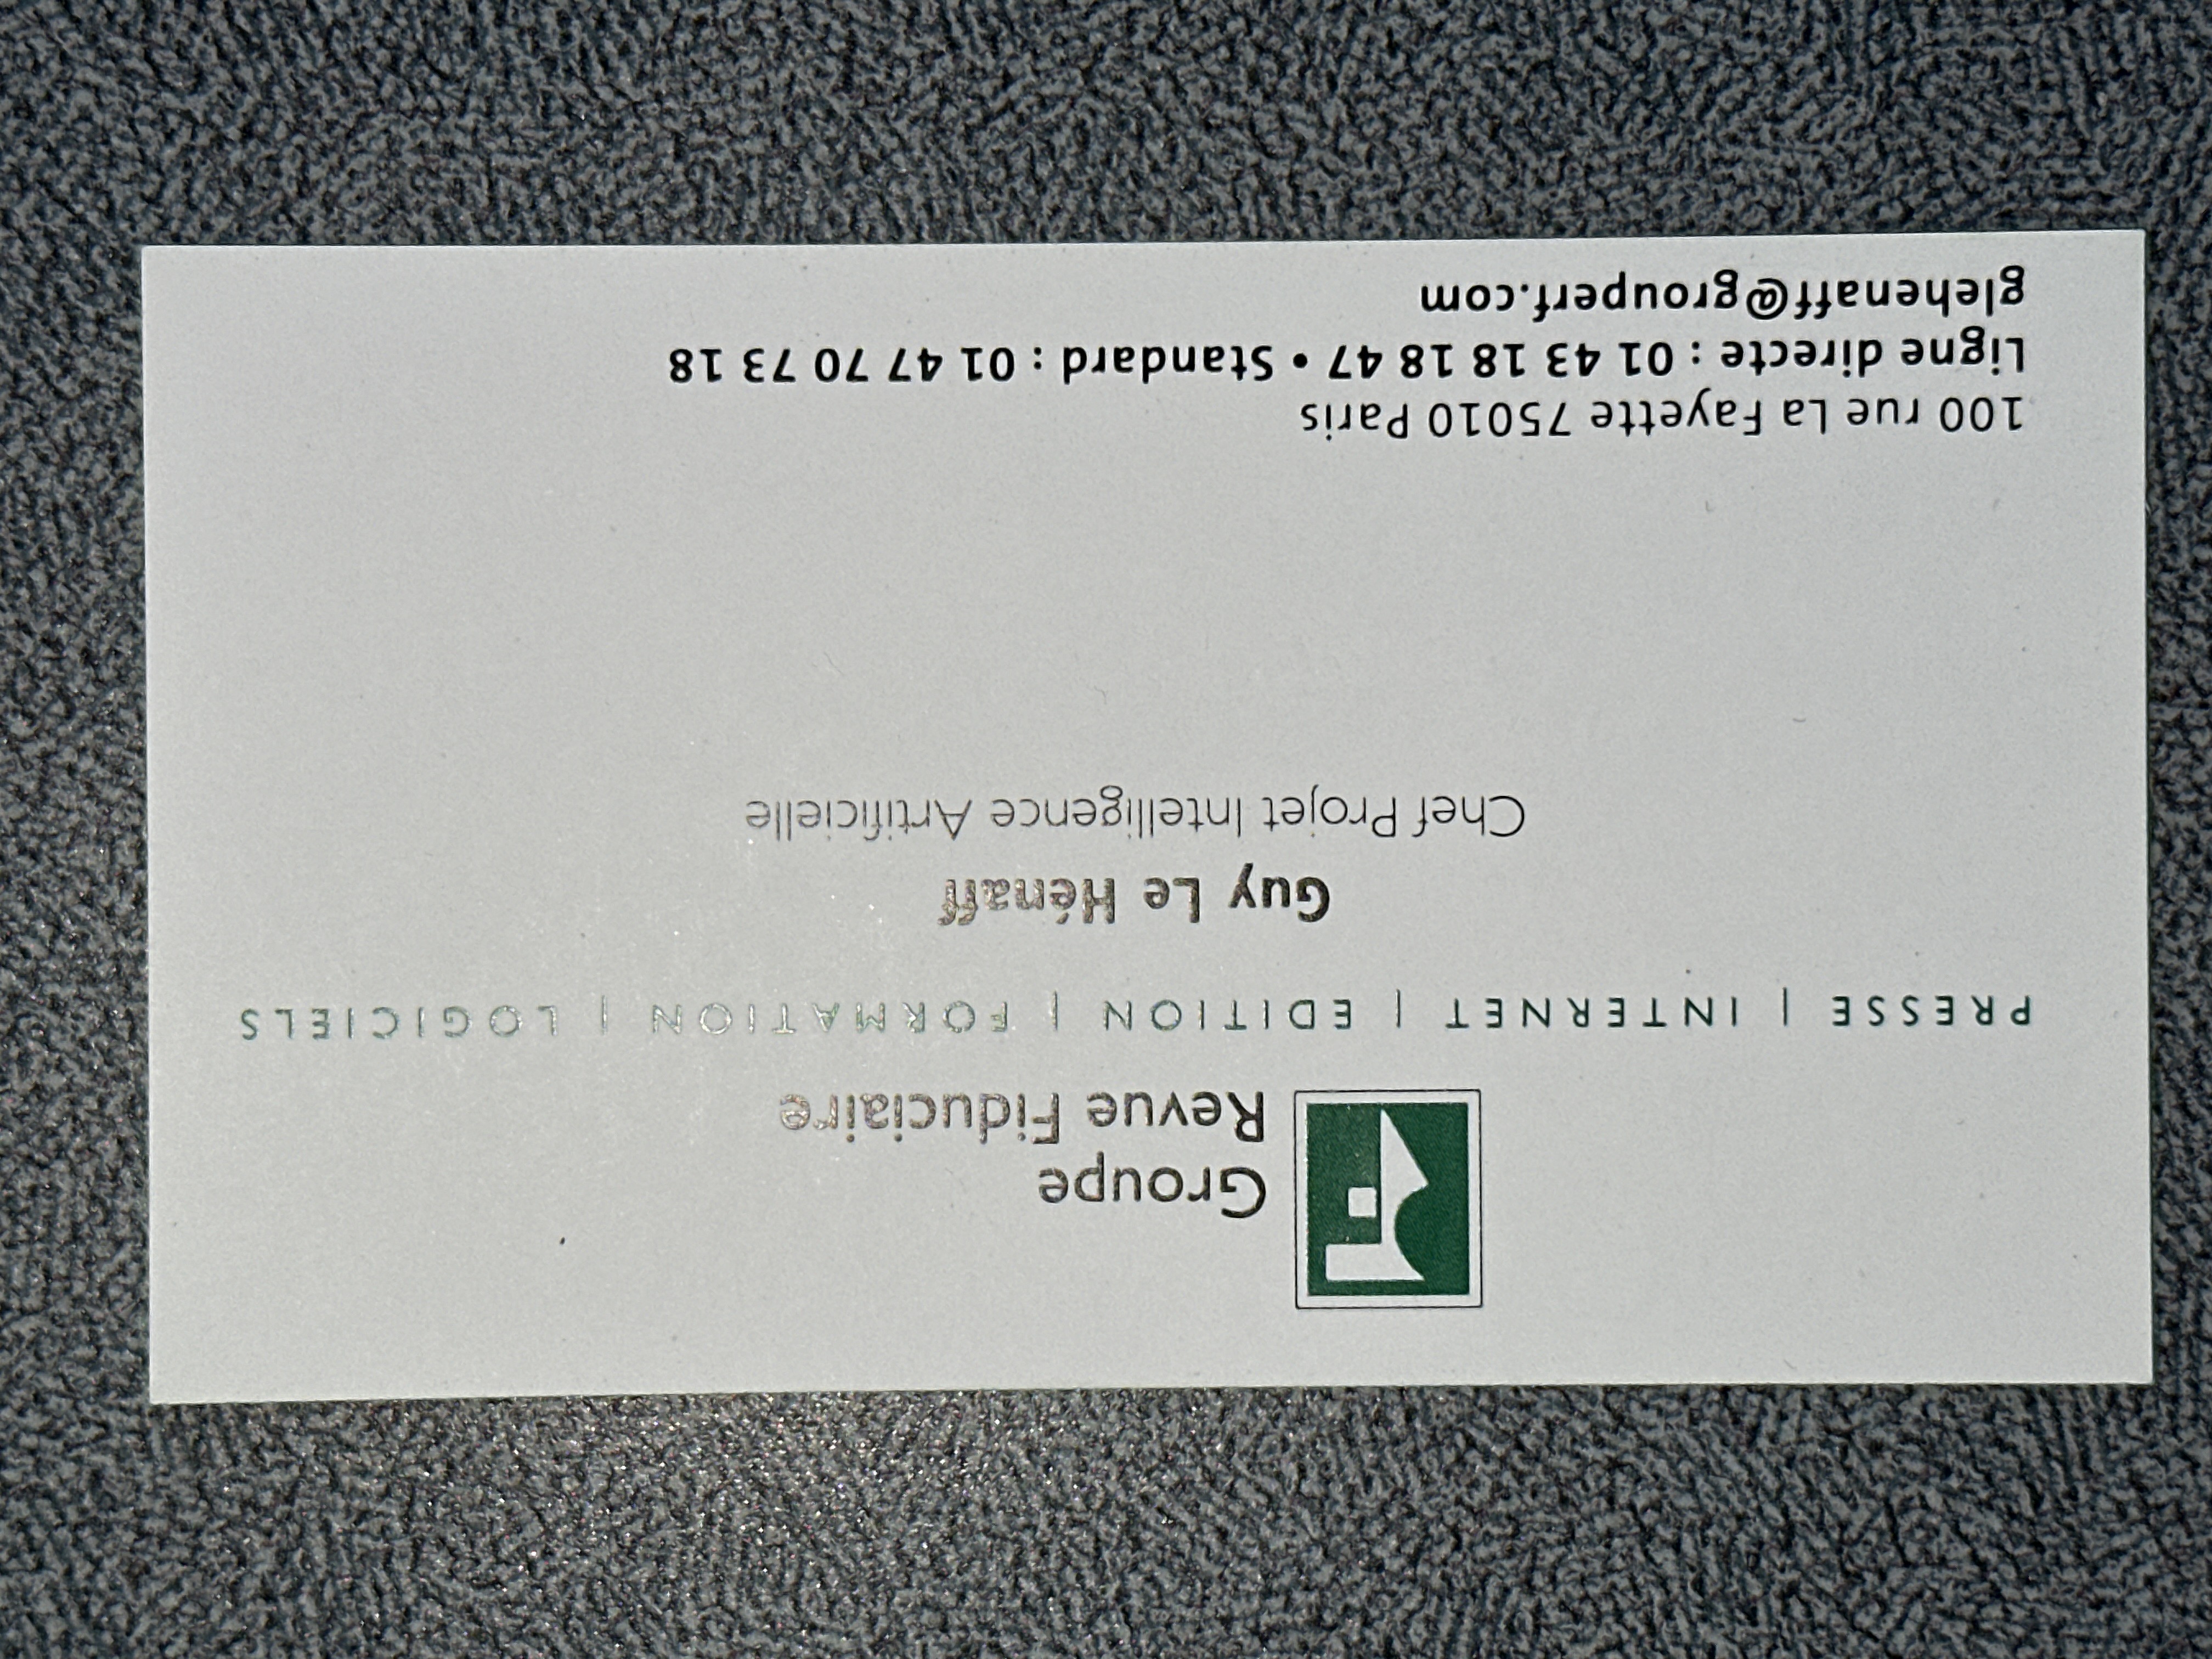 Groupe
Revue Fiduciaire
PRESSE | INTERNET | EDITION | FORMATION | LOGICIELS
Guy Le Hénaff
Chef Projet Intelligence Artificielle
100 rue La Fayette 75010 Paris
Ligne directe : 01 43 18 18 47 • Standard : 01 47 70 73 18
glehenaff@grouperf.com